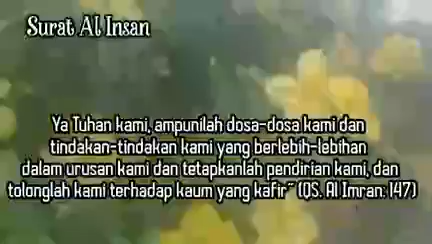 Surat Al Insan
Ya Tuhan kami, ampunilah dosa-dosa kami dan
tindakan-tindakan kami yang berlebih-lebihan
dalam urusan kami dan tetapkanlah pendirian kami, dan
tolonglah kami terhadap kaum yang kafir" (QS. Al Imran: 147)